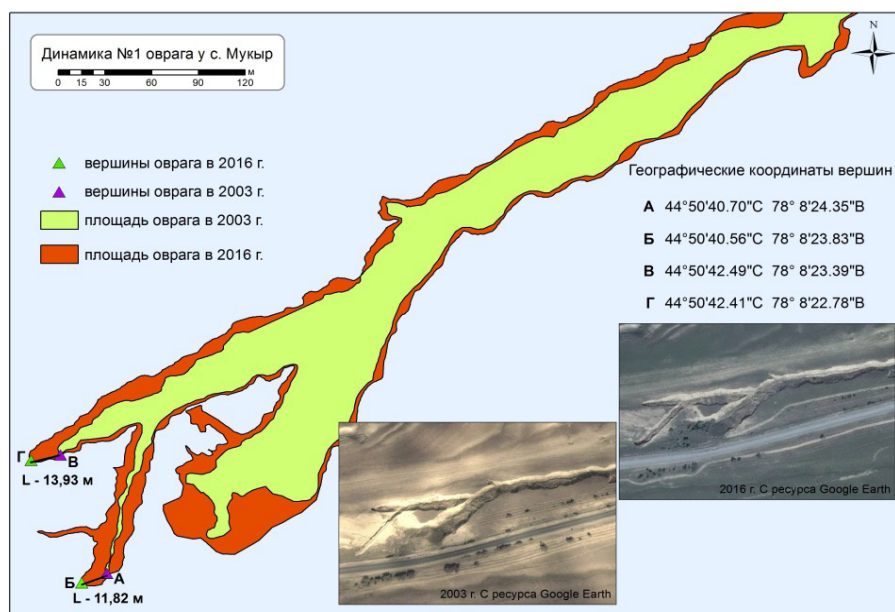 Динамика №1 оврага у с. Мукыр
м
0 15 30 60 90 120
N
вершины оврага в 2016 г.
вершины оврага в 2003 г.
площадь оврага в 2003 г.
площадь оврага в 2016 г.
Географические координаты вершин
А 44°50'40.70"С 78° 8'24.35"В
Б 44°50'40.56"С 78° 8'23.83"В
В 44°50'42.49"С 78° 8'23.39"В
Г 44°50'42.41"С 78° 8'22.78"В
Г
В
L - 13,93 м
Б
А
L - 11,82 м
2003 г. С ресурса Google Earth
2016 г. С ресурса Google Earth